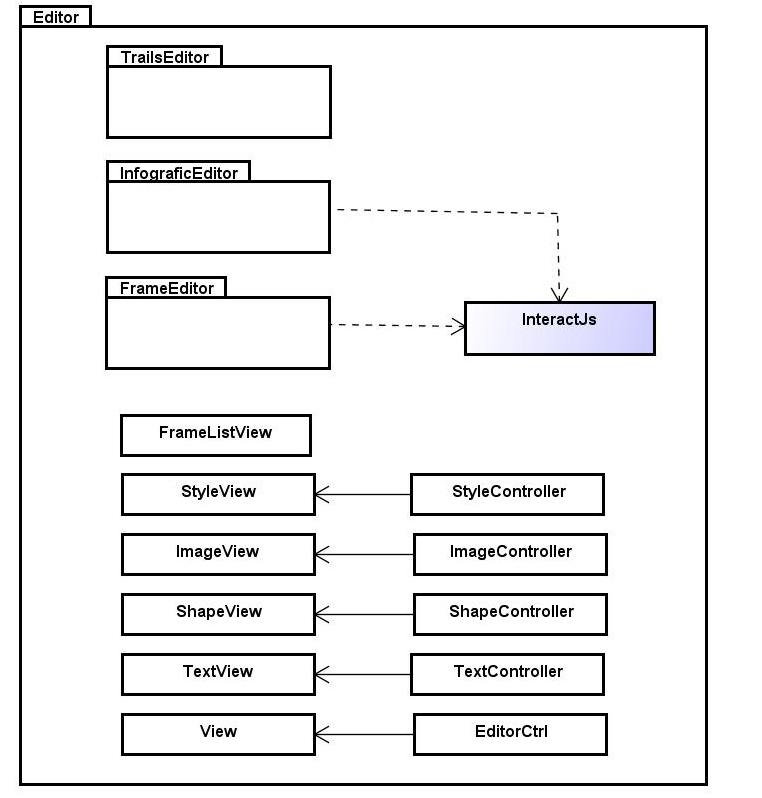 Editor
TrailsEditor
InfograficEditor
FrameEditor
InteractJs
FrameListView
StyleView
StyleController
ImageView
ImageController
ShapeView
ShapeController
TextView
TextController
View
EditorCtrl